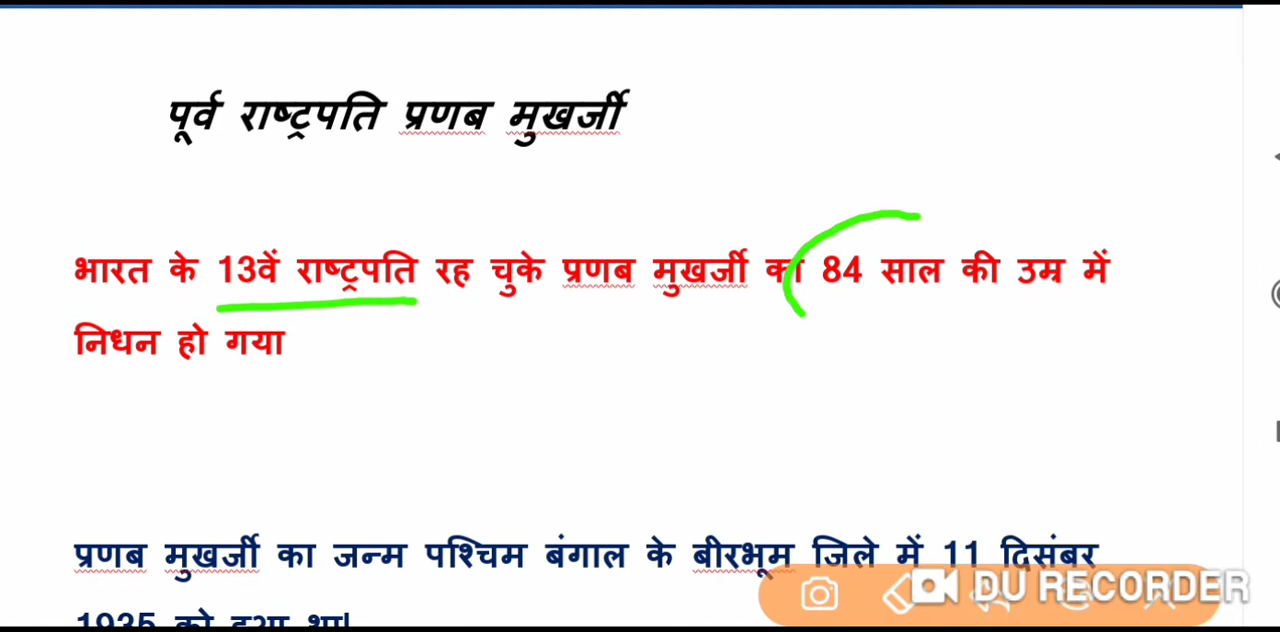 पूर्व राष्ट्रपति प्रणब मुखर्जी
भारत के 13वें राष्ट्रपति रह चुके प्रणब मुखर्जी का 84 साल की उम्र में
निधन हो गया
प्रणब मुखर्जी का जन्म पश्चिम बंगाल के बीरभूम जिले में 11 दिसंबर
1935 को हुआ था!
DU RECORDER